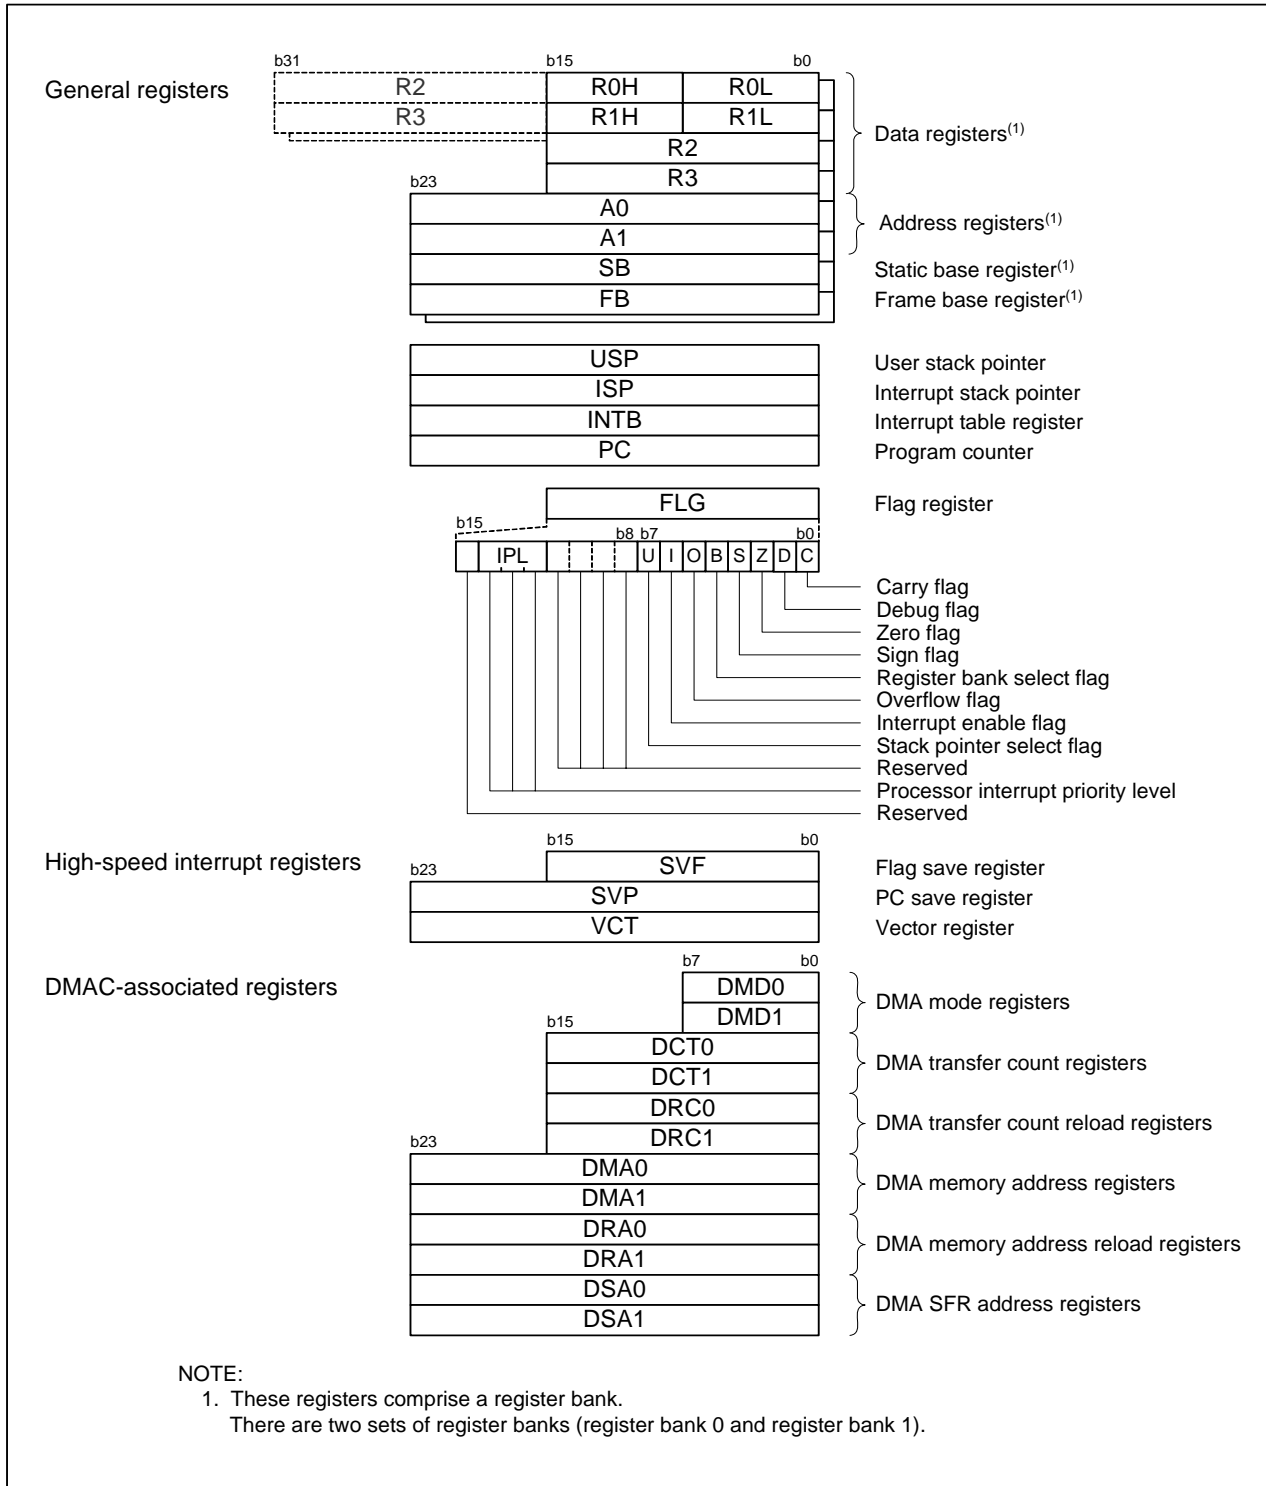 b31 b15 b0
General registers R2 R0H R0L
R3 R1H R1L
Data registers(1)
R2
R3
b23
A0
Address registers(1)
A1
SB Static base register(1)
FB Frame base register(1)
USP User stack pointer
ISP Interrupt stack pointer
INTB Interrupt table register
PC Program counter
FLG Flag register
b15 b8 b7 b0
IPL U I O B S Z D C
Carry flag
Debug flag
Zero flag
Sign flag
Register bank select flag
Overflow flag
Interrupt enable flag
Stack pointer select flag
Reserved
Processor interrupt priority level
Reserved
b15 b0
High-speed interrupt registers SVF Flag save register
b23
SVP PC save register
VCT Vector register
b7 b0
DMAC-associated registers DMD0
DMA mode registers
DMD1
b15
DCT0
DMA transfer count registers
DCT1
DRC0
DMA transfer count reload registers
DRC1
b23
DMA0
DMA memory address registers
DMA1
DRA0
DMA memory address reload registers
DRA1
DSA0
DMA SFR address registers
DSA1
NOTE:
1. These registers comprise a register bank.
There are two sets of register banks (register bank 0 and register bank 1).